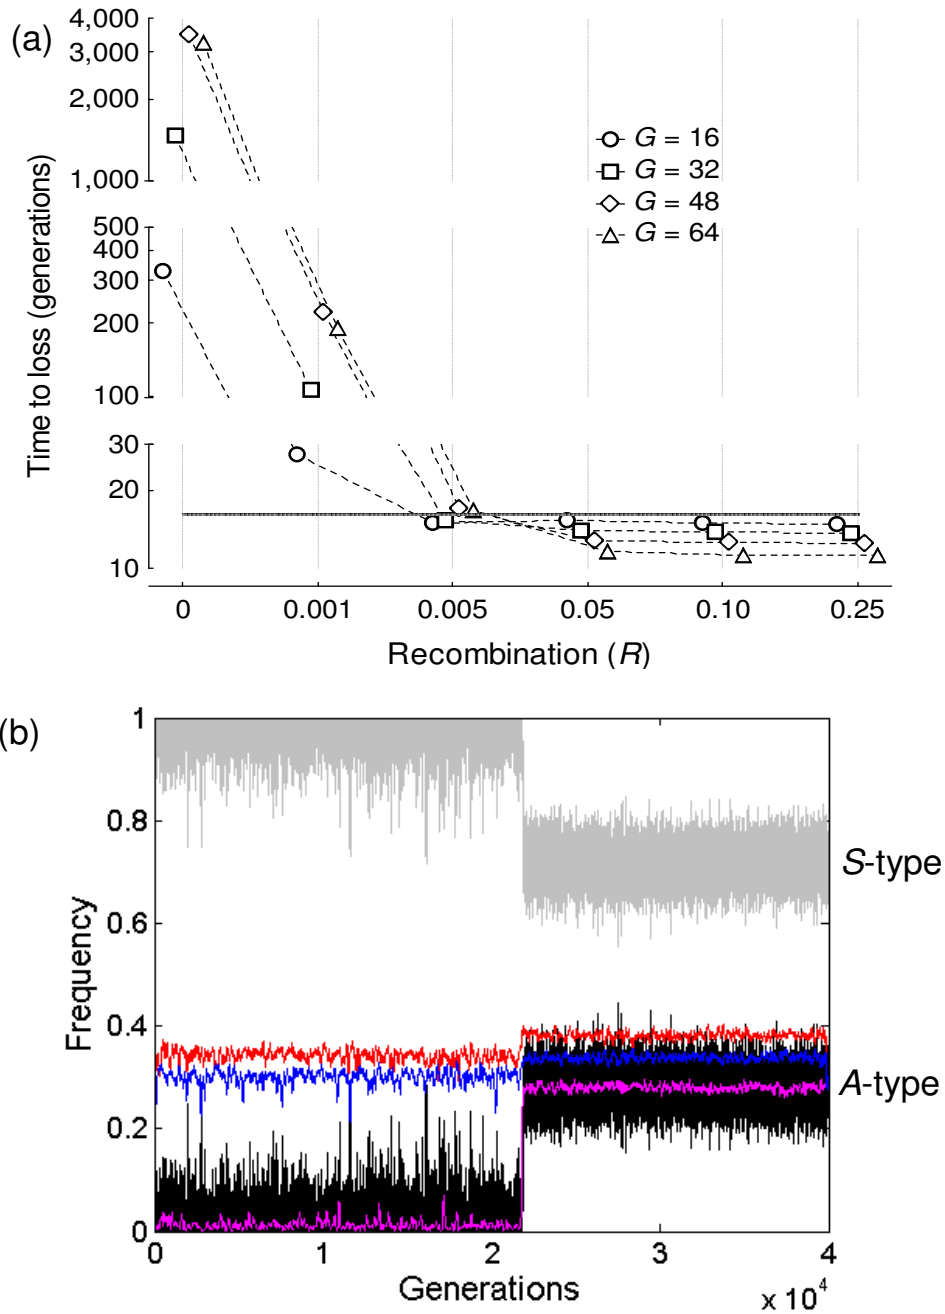 (a)
4,000
3,000
2,000
1,000
500
400
300
200
100
30
20
10
Time to loss (generations)
G = 16
G = 32
G = 48
G = 64
0 0.001 0.005 0.05 0.10 0.25
Recombination (R)
(b)
1
0.8
0.6
0.4
0.2
0
Frequency
S-type
A-type
0 1 2 3 4
Generations
x 10^4